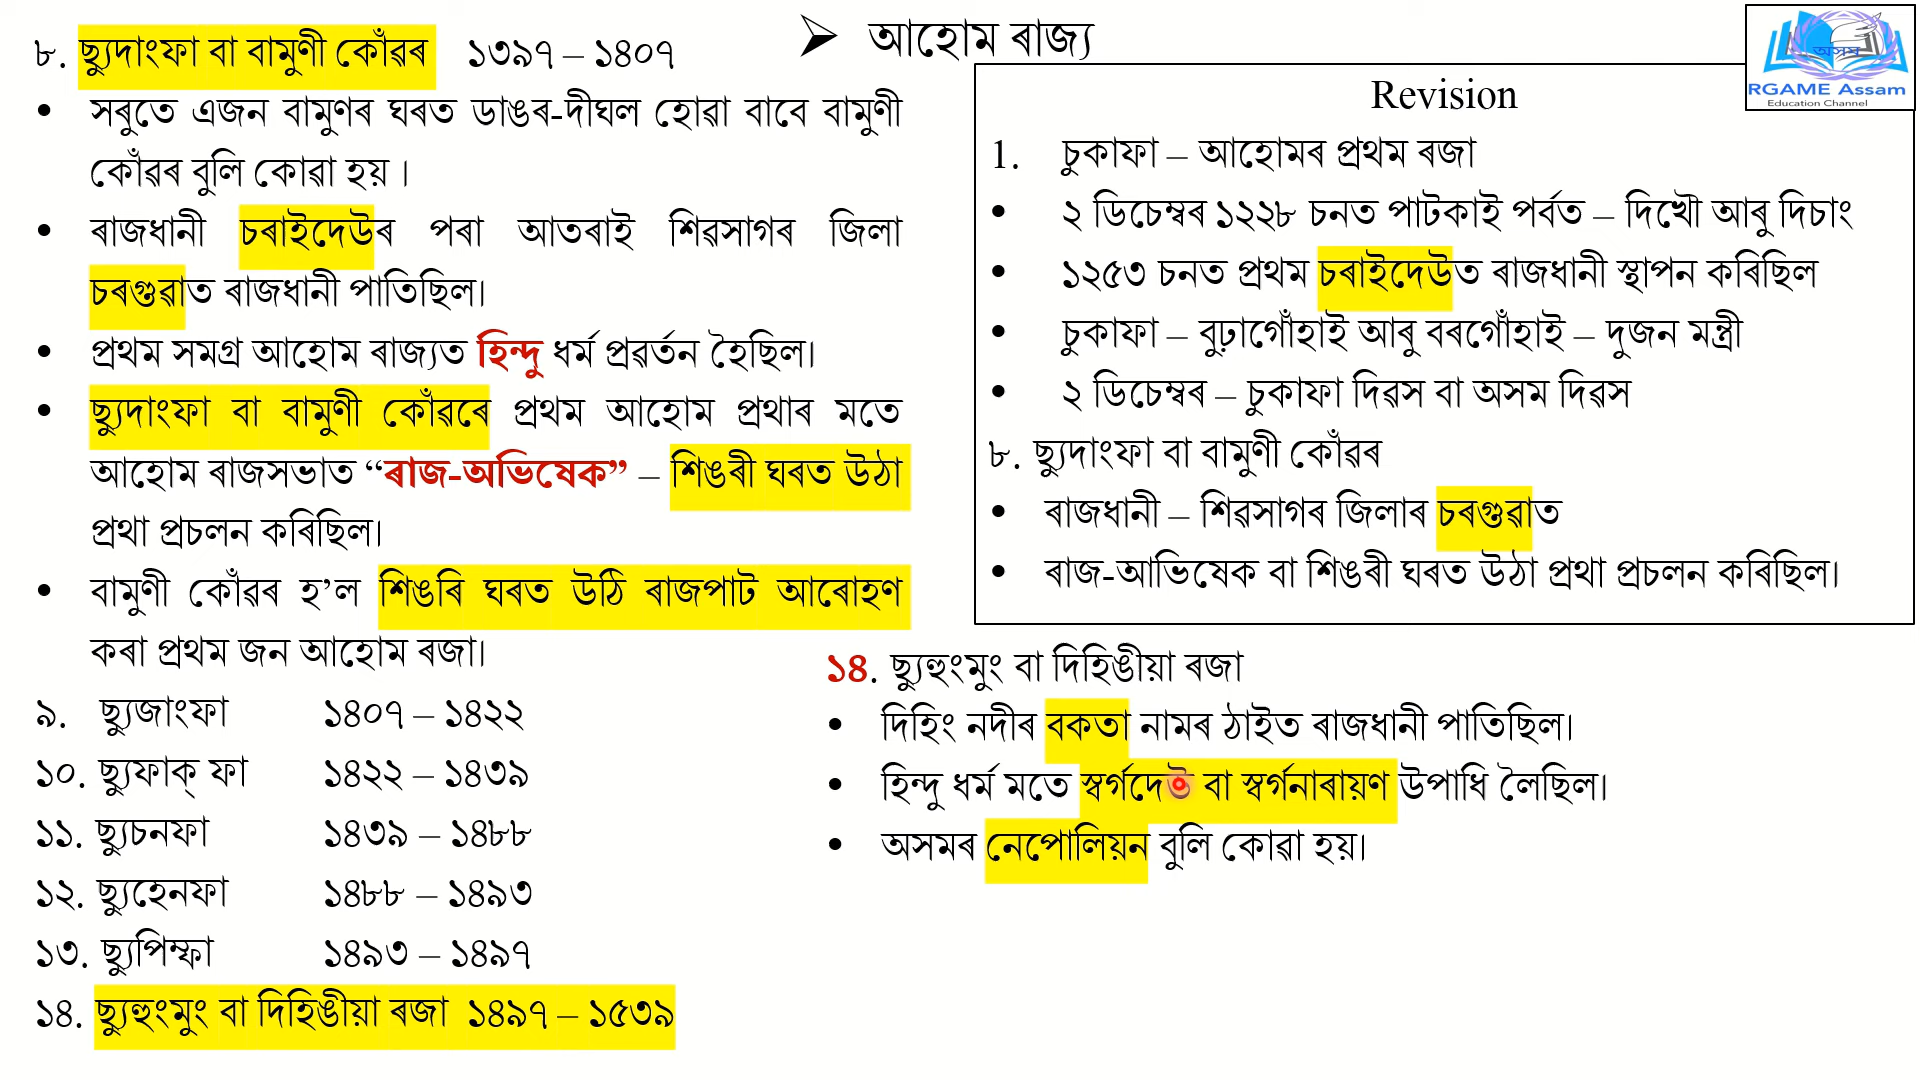 ➢ আহোম ৰাজ্য
৮. ছ্যুদাংফা বা বামুণী কোঁৱৰ ১৩৯৭ – ১৪০৭
• সৰুতে এজন বামুণৰ ঘৰত ডাঙৰ-দীঘল হোৱা বাবে বামুণী
কোঁৱৰ বুলি কোৱা হয় ।
• ৰাজধানী চৰাইদেউৰ পৰা আতৰাই শিৱসাগৰ জিলা
চৰগুৱাত ৰাজধানী পাতিছিল।
• প্ৰথম সমগ্ৰ আহোম ৰাজ্যত হিন্দু ধৰ্ম প্ৰৱৰ্তন হৈছিল।
• ছ্যুদাংফা বা বামুণী কোঁৱৰে প্ৰথম আহোম প্ৰথাৰ মতে
আহোম ৰাজসভাত “ৰাজ-অভিষেক” – শিঙৰী ঘৰত উঠা
প্ৰথা প্ৰচলন কৰিছিল।
• বামুণী কোঁৱৰ হ’ল শিঙৰি ঘৰত উঠি ৰাজপাট আৰোহণ
কৰা প্ৰথম জন আহোম ৰজা।
৯. ছ্যুজাংফা ১৪০৭ – ১৪২২
১০. ছ্যুফাক্ ফা ১৪২২ – ১৪৩৯
১১. ছ্যুচনফা ১৪৩৯ – ১৪৮৮
১২. ছ্যুহেনফা ১৪৮৮ – ১৪৯৩
১৩. ছ্যুপিম্ফা ১৪৯৩ – ১৪৯৭
১৪. ছ্যুহুংমুং বা দিহিঙীয়া ৰজা ১৪৯৭ – ১৫৩৯
অসম
RGAME Assam
Education Channel
Revision
1. চুকাফা – আহোমৰ প্ৰথম ৰজা
• ২ ডিচেম্বৰ ১২২৮ চনত পাটকাই পৰ্বত – দিখৌ আৰু দিচাং
• ১২৫৩ চনত প্ৰথম চৰাইদেউত ৰাজধানী স্থাপন কৰিছিল
• চুকাফা – বুঢ়াগোঁহাই আৰু বৰগোঁহাই – দুজন মন্ত্ৰী
• ২ ডিচেম্বৰ – চুকাফা দিৱস বা অসম দিৱস
৮. ছ্যুদাংফা বা বামুণী কোঁৱৰ
• ৰাজধানী – শিৱসাগৰ জিলাৰ চৰগুৱাত
• ৰাজ-আভিষেক বা শিঙৰী ঘৰত উঠা প্ৰথা প্ৰচলন কৰিছিল।
১৪. ছ্যুহুংমুং বা দিহিঙীয়া ৰজা
• দিহিং নদীৰ বকতা নামৰ ঠাইত ৰাজধানী পাতিছিল।
• হিন্দু ধৰ্ম মতে স্বৰ্গদেউ বা স্বৰ্গনাৰায়ণ উপাধি লৈছিল।
• অসমৰ নেপোলিয়ন বুলি কোৱা হয়।